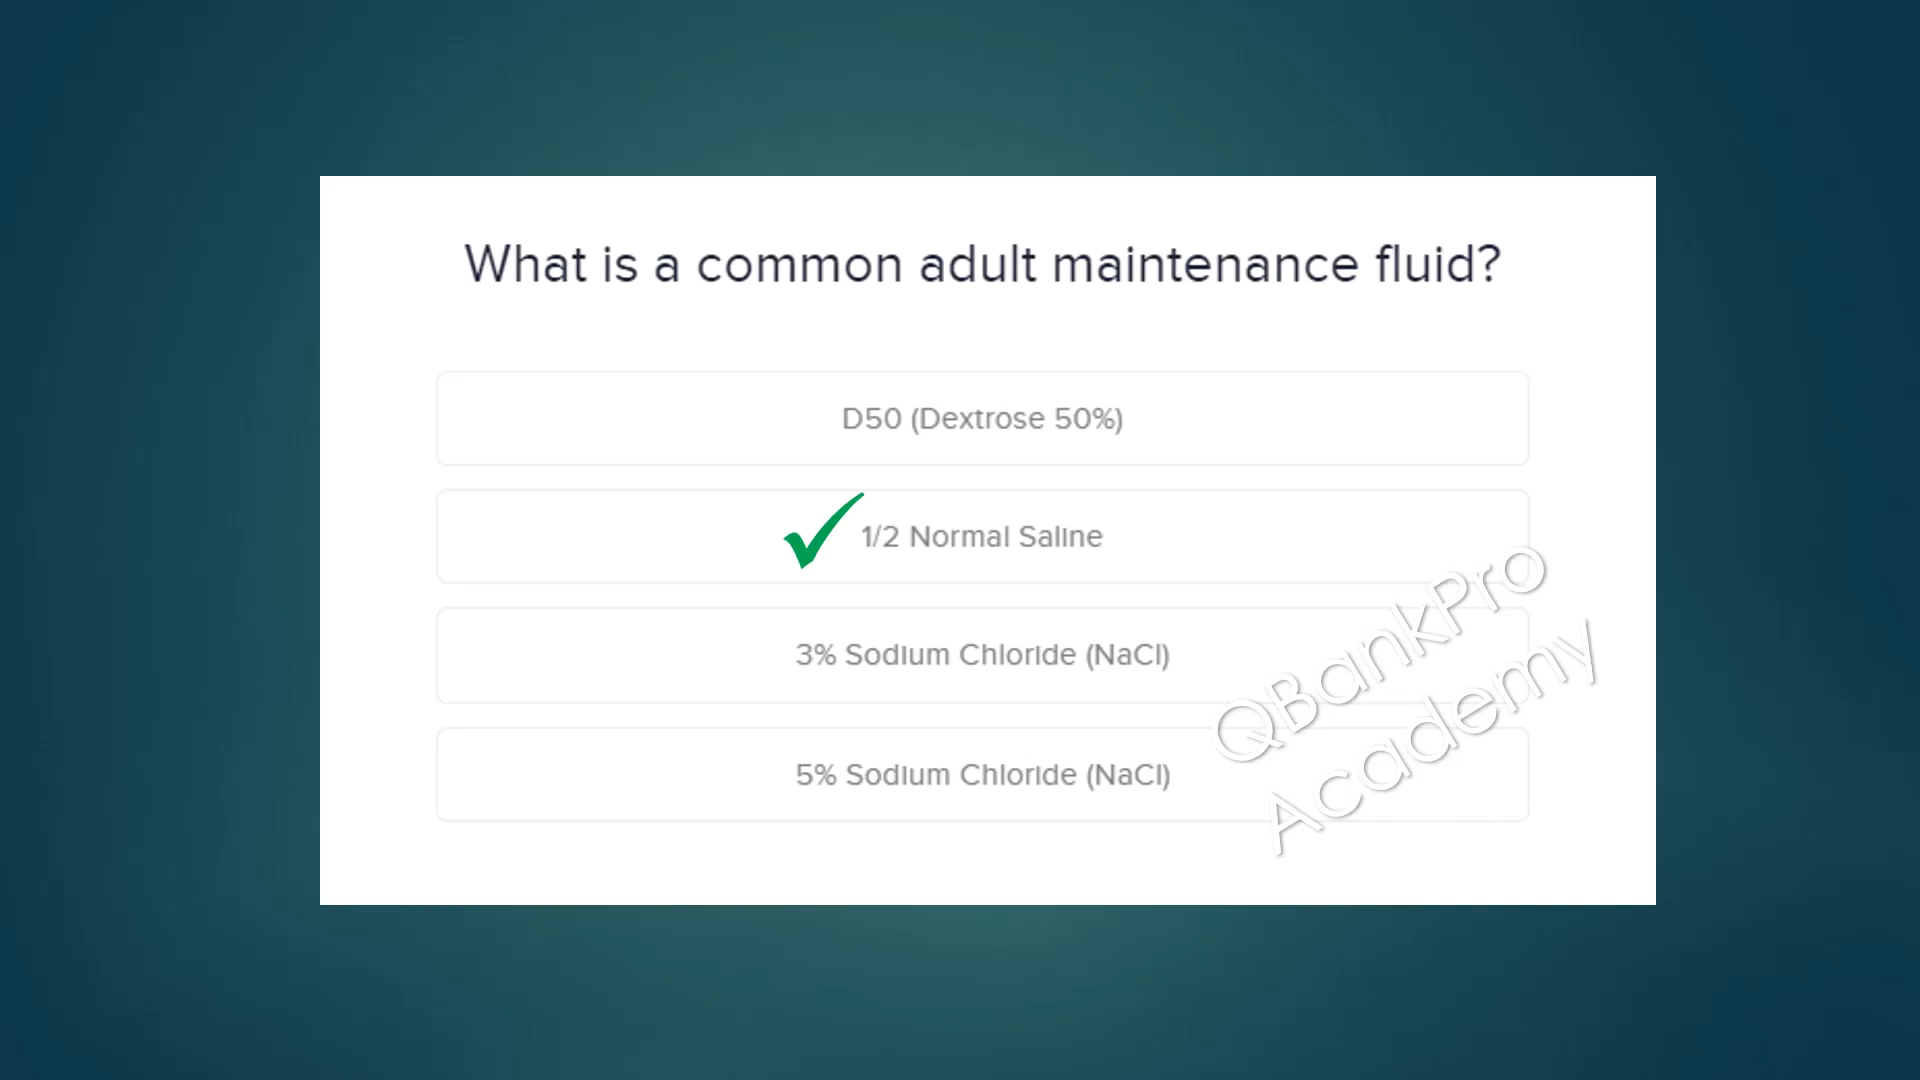 What is a common adult maintenance fluid?
D50 (Dextrose 50%)
1/2 Normal Saline
3% Sodium Chloride (NaCl)
5% Sodium Chloride (NaCl)
QBankPro
Academy